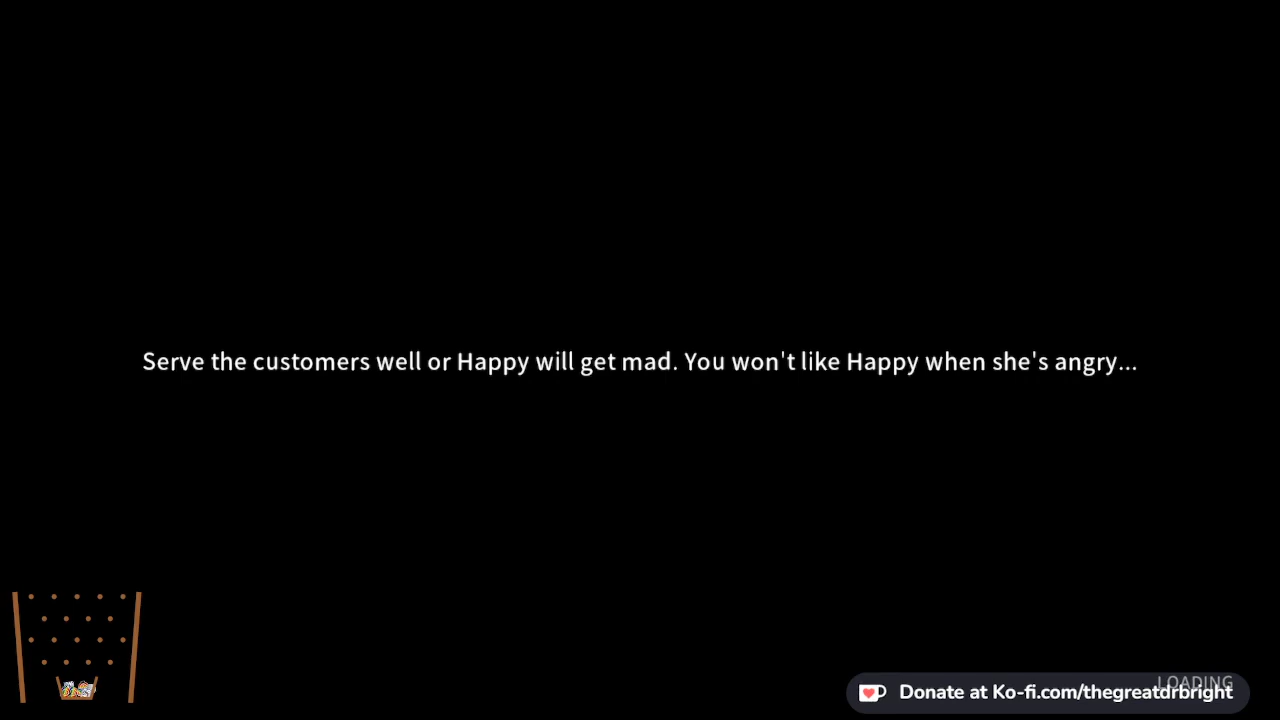 Serve the customers well or Happy will get mad. You won't like Happy when she's angry...
LOADING
Donate at Ko-fi.com/thegreatdrbright